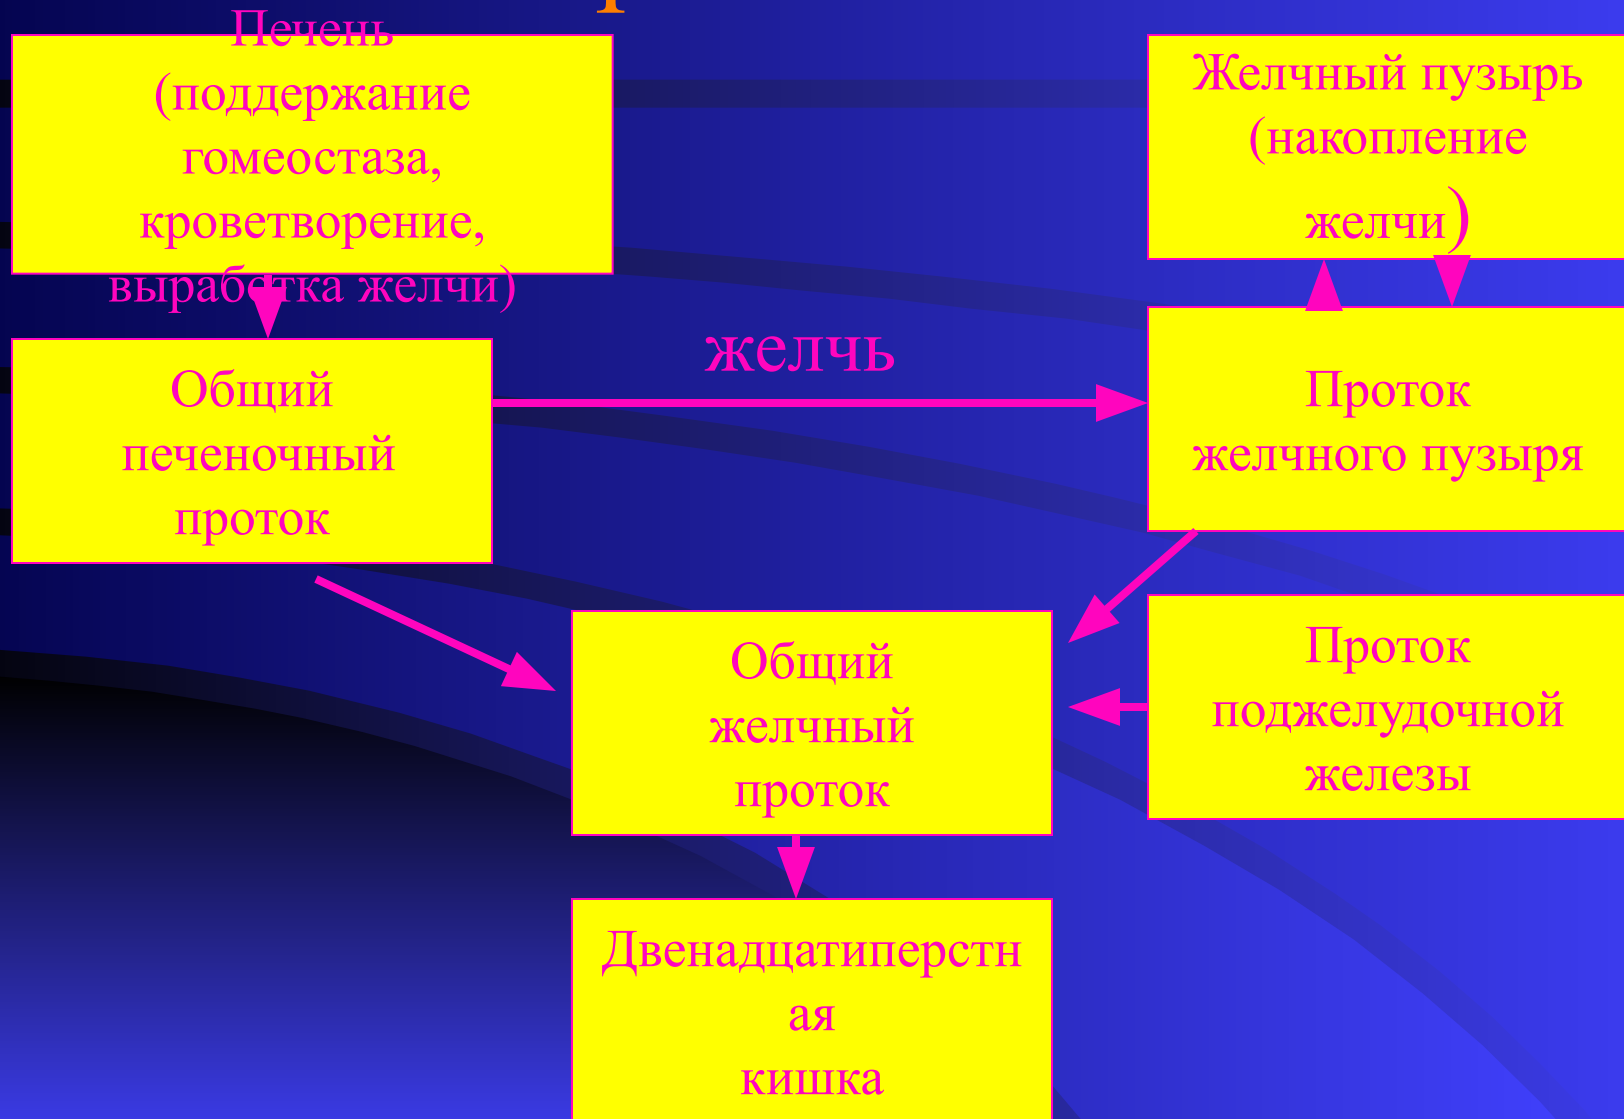 Печень
(поддержание
гомеостаза,
кроветворение,
выработка желчи)
Желчный пузырь
(накопление
желчи)
желчь
Общий
печеночный
проток
Проток
желчного пузыря
Общий
желчный
проток
Проток
поджелудочной
железы
Двенадцатиперстн
ая
кишка